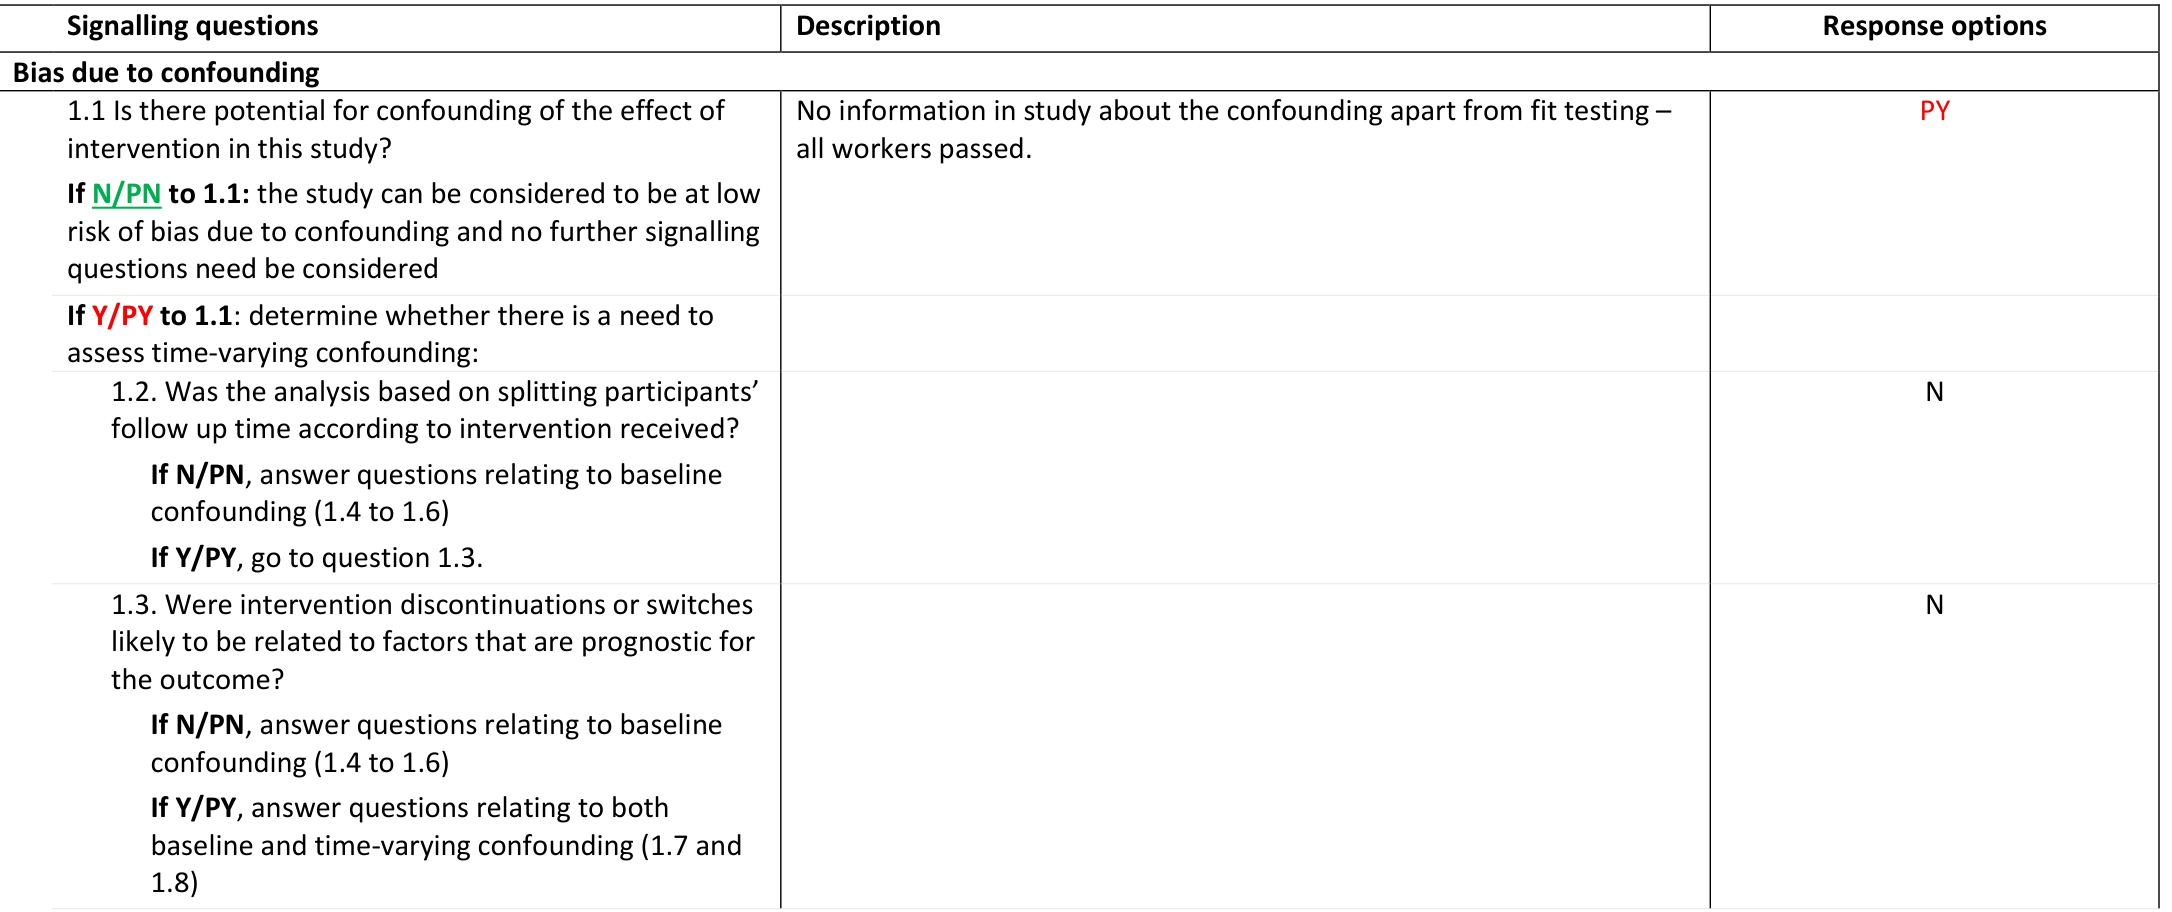 Signalling questions Description Response options
Bias due to confounding
1.1 Is there potential for confounding of the effect of
intervention in this study?
If N/PN to 1.1: the study can be considered to be at low
risk of bias due to confounding and no further signalling
questions need be considered
No information in study about the confounding apart from fit testing –
all workers passed.
PY
If Y/PY to 1.1: determine whether there is a need to
assess time-varying confounding:
1.2. Was the analysis based on splitting participants’
follow up time according to intervention received?
If N/PN, answer questions relating to baseline
confounding (1.4 to 1.6)
If Y/PY, go to question 1.3.
N
1.3. Were intervention discontinuations or switches
likely to be related to factors that are prognostic for
the outcome?
If N/PN, answer questions relating to baseline
confounding (1.4 to 1.6)
If Y/PY, answer questions relating to both
baseline and time-varying confounding (1.7 and
1.8)
N